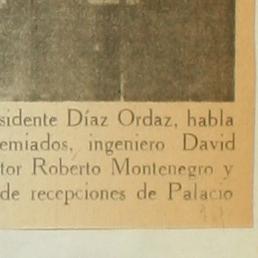 sidente Díaz Ordaz, habla
emiados, ingeniero David
tor Roberto Montenegro y
de recepciones de Palacio